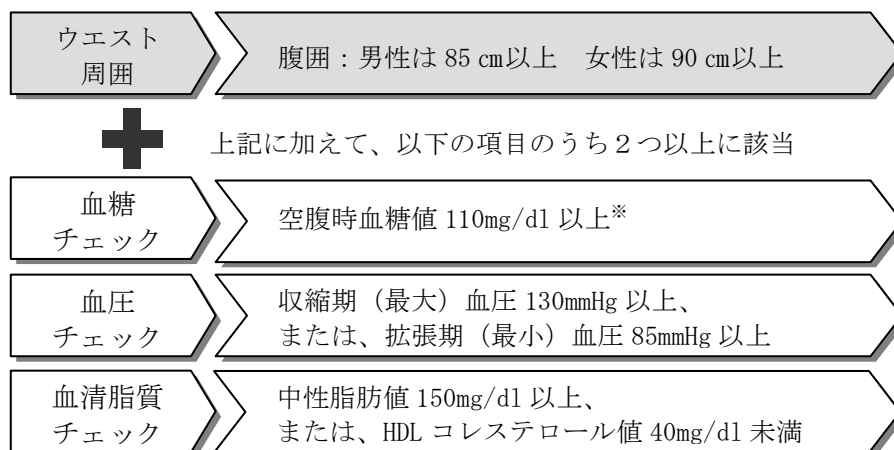 ウエスト
周囲
腹囲：男性は 85 ㎝以上　女性は 90 ㎝以上
上記に加えて、以下の項目のうち２つ以上に該当
血糖
チェック
空腹時血糖値 110mg/dl 以上※
血圧
チェック
収縮期（最大）血圧 130mmHg 以上、
または、拡張期（最小）血圧 85mmHg 以上
血清脂質
チェック
中性脂肪値 150mg/dl 以上、
または、HDL コレステロール値 40mg/dl 未満